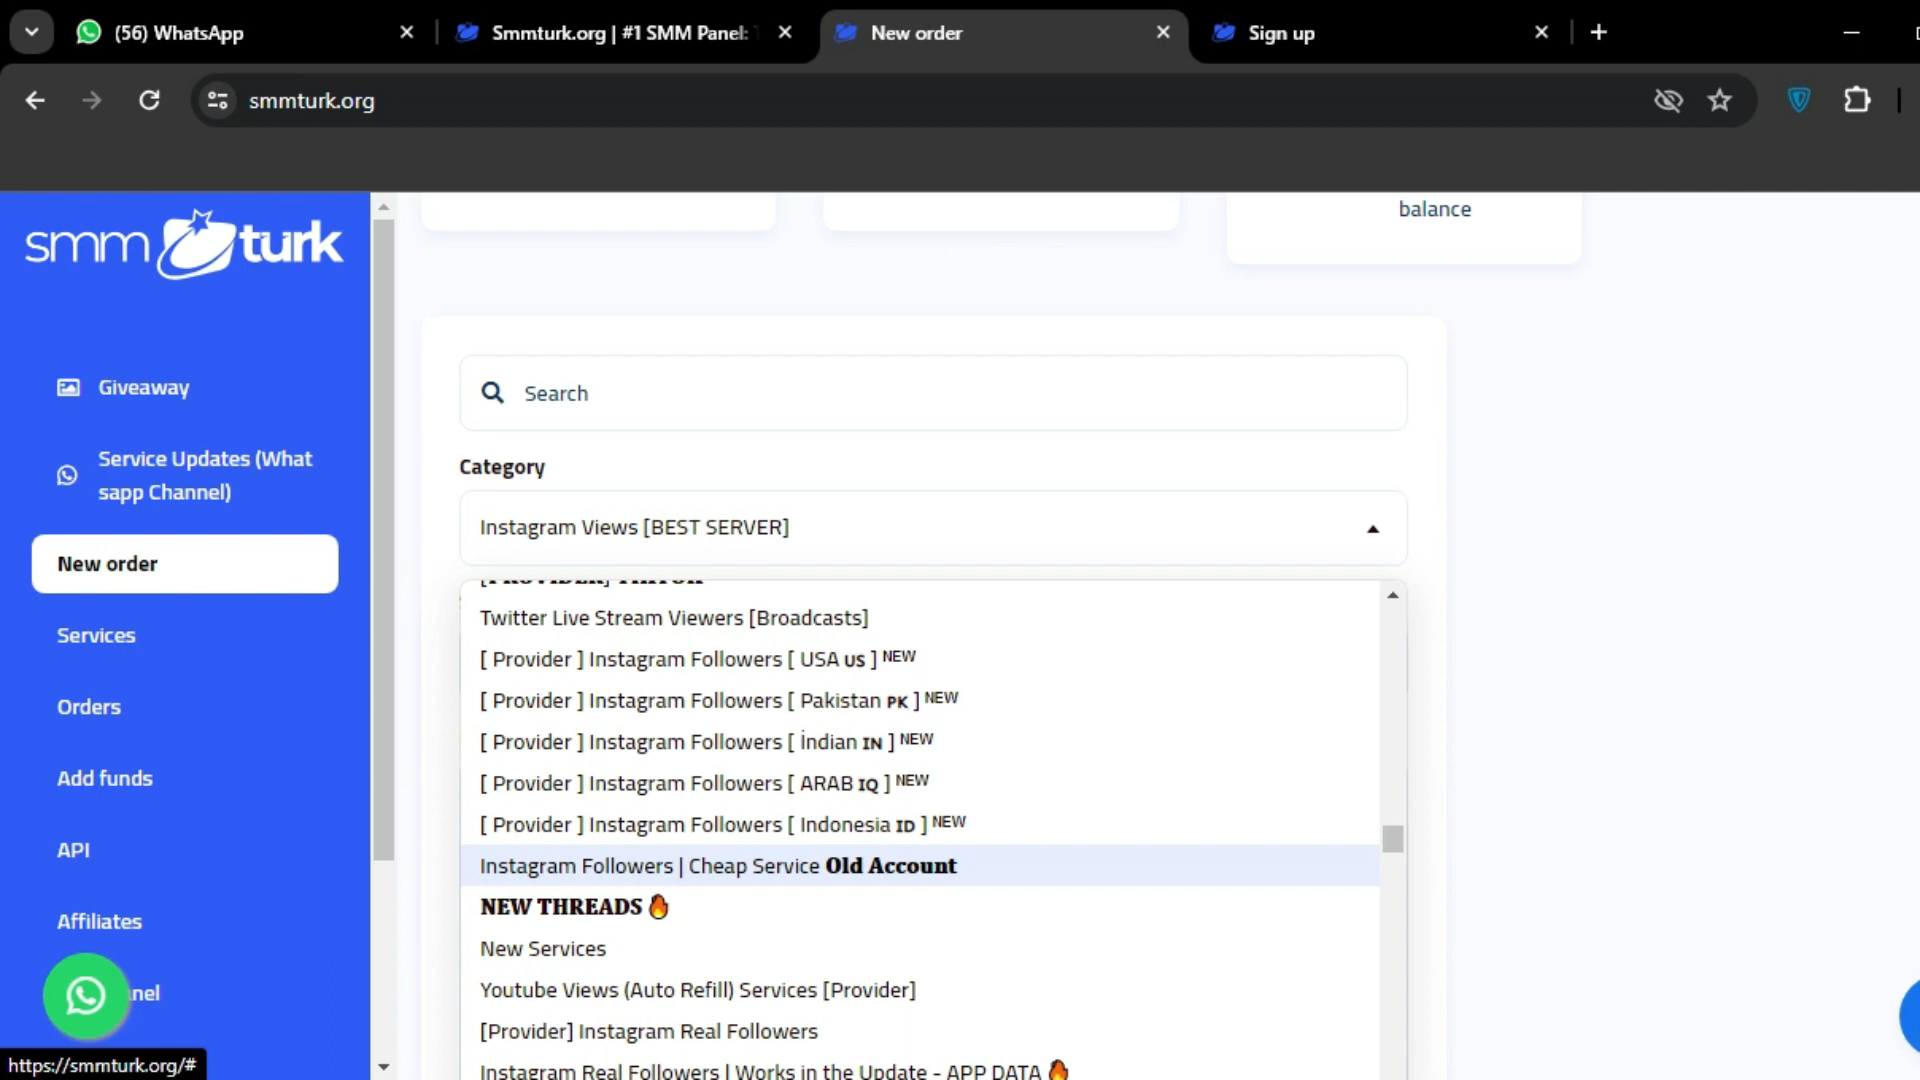 (56) WhatsApp
Smmturk.org | #1 SMM Panel:
New order
Sign up
smmturk.org
smm turk
balance
Giveaway
Service Updates (What
sapp Channel)
New order
Services
Orders
Add funds
API
Affiliates
nel
https://smmturk.org/#
Search
Category
Instagram Views [BEST SERVER]
[PROVIDER] TIKTOK
Twitter Live Stream Viewers [Broadcasts]
[ Provider ] Instagram Followers [ USA US ] NEW
[ Provider ] Instagram Followers [ Pakistan PK ] NEW
[ Provider ] Instagram Followers [ İndian IN ] NEW
[ Provider ] Instagram Followers [ ARAB IQ ] NEW
[ Provider ] Instagram Followers [ Indonesia ID ] NEW
Instagram Followers | Cheap Service Old Account
NEW THREADS 🔥
New Services
Youtube Views (Auto Refill) Services [Provider]
[Provider] Instagram Real Followers
Instagram Real Followers | Works in the Update - APP DATA 🔥